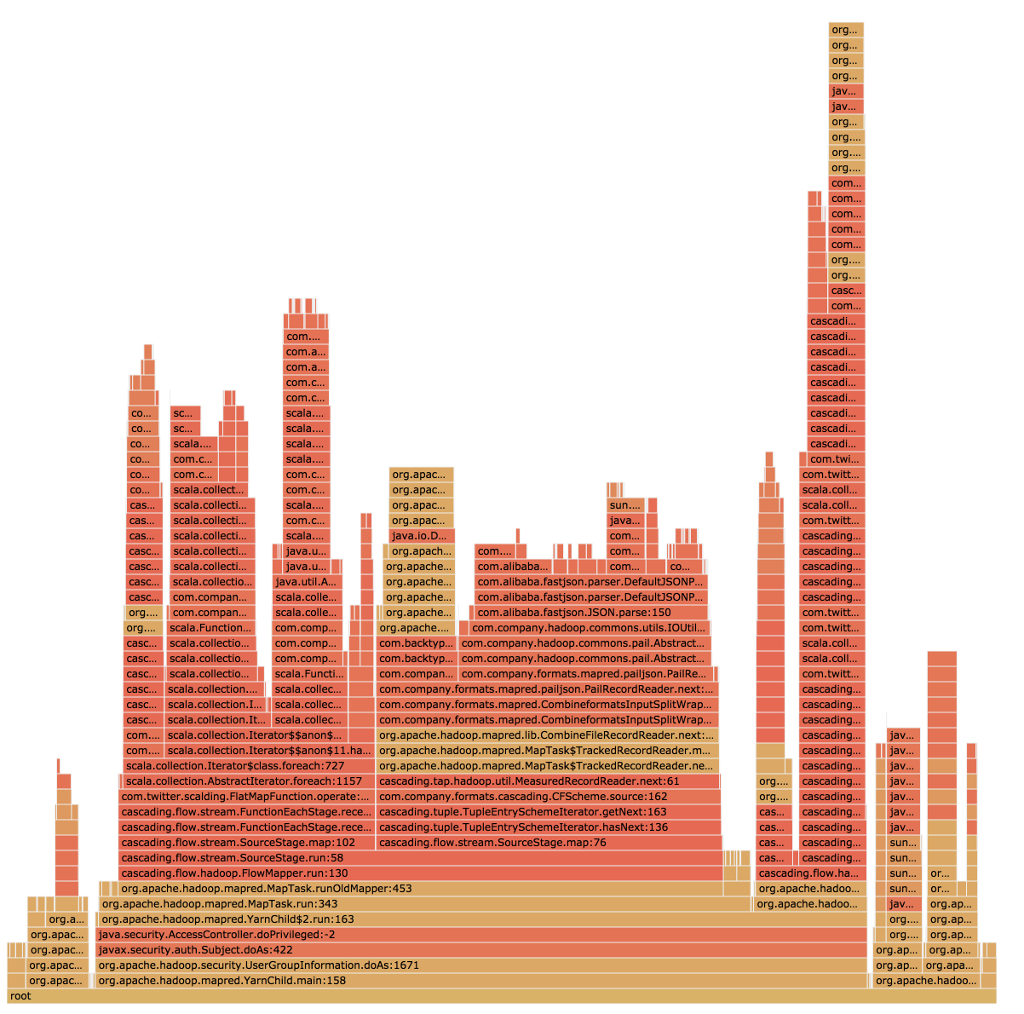 org...
org...
org...
org...
jav...
jav...
org...
org....
org....
org...
com...
com...
com...
com...
com...
org....
org....
casc...
com...
cascadi...
com.... cascadi...
com.a... cascadi...
com.a... cascadi...
com.c... cascadi...
com.c... cascadi...
co... sc... scala.... cascadi...
co... sc... scala.... cascadi...
co... scala.... scala.... cascadi...
co... com.c... scala.... com.twi...
co... com.c... com.c... org.apac... com.twitt...
co... scala.collect... com.c... org.apac... scala.coll...
cas... scala.collecti... scala.... org.apac... sun.... scala.coll...
cas... scala.collecti... com.c... org.apac... java... com.twitt...
cas... scala.collecti... scala.... java.io.D... com... cascading...
casc... scala.collecti... java.u... org.apach... com.... com... cascading...
casc... scala.collecti... java.u... org.apache... com.alibaba... com... co... cascading...
casc... scala.collectio... java.util.A... org.apache... com.alibaba.fastjson.parser.DefaultJSONP... cascading...
casc... com.compan... scala.colle... org.apache... com.alibaba.fastjson.parser.DefaultJSONP... cascading...
org.... com.compan... scala.colle... org.apache... com.alibaba.fastjson.JSON.parse:150 com.twitt...
org.... scala.Function... com.comp... org.apache.... com.company.hadoop.commons.utils.IOUtil... com.twitt...
casc... scala.collectio... com.comp... com.backtyp... com.company.hadoop.commons.pail.Abstract... scala.coll...
casc... scala.collectio... com.comp... com.backtyp... com.company.hadoop.commons.pail.Abstract... scala.coll...
casc... scala.collectio... scala.Functi... com.compan... com.company.formats.mapred.pailjson.PailRe... com.twitt...
casc... scala.collection.... scala.collec... com.company.formats.mapred.pailjson.PailRecordReader.next:... cascading...
casc... scala.collection.I... scala.collec... com.company.formats.mapred.CombineformatsInputSplitWrap... cascading...
casc... scala.collection.It... scala.collec... com.company.formats.mapred.CombineformatsInputSplitWrap... cascading...
com.... scala.collection.Iterator$$anon$... org.apache.hadoop.mapred.lib.CombineFileRecordReader.next:... cascading... jav...
com.... scala.collection.Iterator$$anon$11.ha... org.apache.hadoop.mapred.MapTask$TrackedRecordReader.m... cascading... jav...
scala.collection.Iterator$class.foreach:727 org.apache.hadoop.mapred.MapTask$TrackedRecordReader.ne... cascading... jav...
scala.collection.AbstractIterator.foreach:1157 cascading.tap.hadoop.util.MeasuredRecordReader.next:61 org.... cascading... jav...
com.twitter.scalding.FlatMapFunction.operate:... com.company.formats.cascading.CFScheme.source:162 org.... cascading... jav...
cascading.flow.stream.FunctionEachStage.rece... cascading.tuple.TupleEntrySchemeIterator.getNext:163 cas... cascading... jav...
cascading.flow.stream.FunctionEachStage.rece... cascading.tuple.TupleEntrySchemeIterator.hasNext:136 cas... cascading... jav...
cascading.flow.stream.SourceStage.map:102 cascading.flow.stream.SourceStage.map:76 cas... cascading... sun...
cascading.flow.stream.SourceStage.run:58 cas... cascading... sun...
cascading.flow.hadoop.FlowMapper.run:130 cascading.flow.ha... sun... or...
org.apache.hadoop.mapred.MapTask.runOldMapper:453 org.apache.hadoo... sun... or...
org.apache.hadoop.mapred.MapTask.run:343 org.apache.hadoo... jav... org.ap...
org.a... org.apache.hadoop.mapred.YarnChild$2.run:163 org.... org.ap...
org.apac... java.security.AccessController.doPrivileged:-2 org.... org.ap...
org.apac... javax.security.auth.Subject.doAs:422 org.ap... org.ap...
org.apac... org.apache.hadoop.security.UserGroupInformation.doAs:1671 org.ap... org.apa...
org.apac... org.apache.hadoop.mapred.YarnChild.main:158 org.apache.hadoo...
root